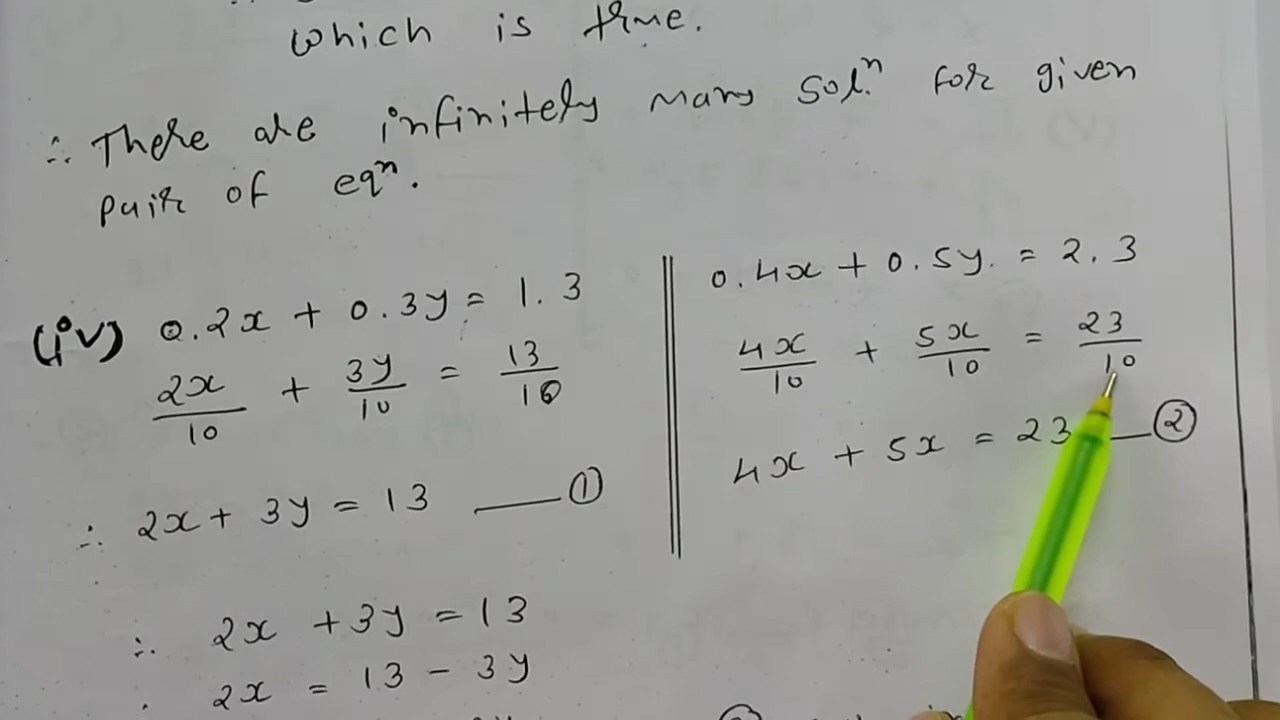 which is true.
∴ There are infinitely many solⁿ. for given
pair of eqⁿ.
(iv) 0.2x + 0.3y = 1.3
2x/10 + 3y/10 = 13/10
∴ 2x + 3y = 13 —— ①
∴ 2x + 3y = 13
2x = 13 - 3y
0.4x + 0.5y. = 2.3
4x/10 + 5x/10 = 23/10
4x + 5x = 23 — ②